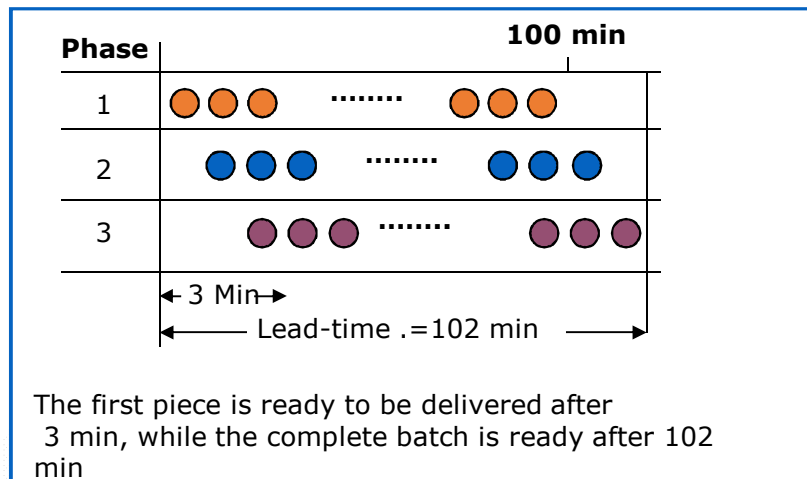 100 min
Phase
1 ........
2 ........
3 ........
3 Min
Lead-time .=102 min
The first piece is ready to be delivered after
3 min, while the complete batch is ready after 102
min